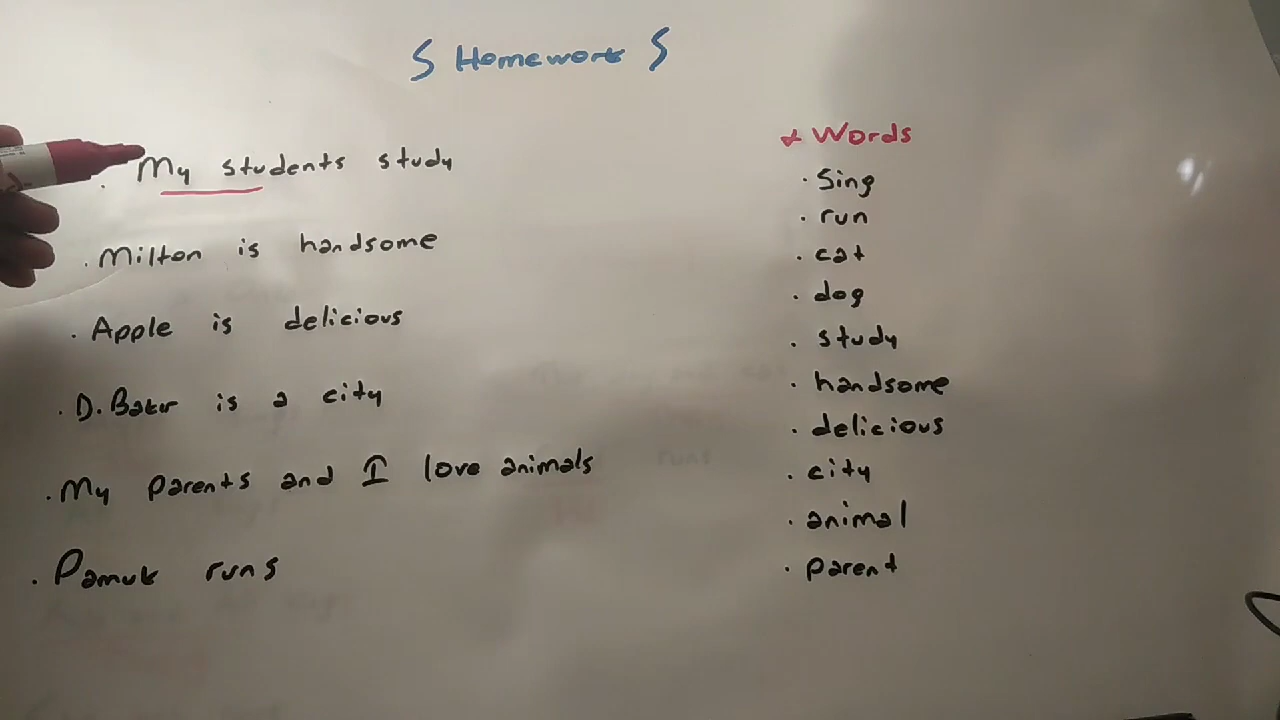 Homework
My students study
. Milton is handsome
. Apple is delicious
. D. Bakır is a city
. My parents and I love animals
. Pamuk runs
+ Words
. Sing
. run
. cat
. dog
. study
. handsome
. delicious
. city
. animal
. parent